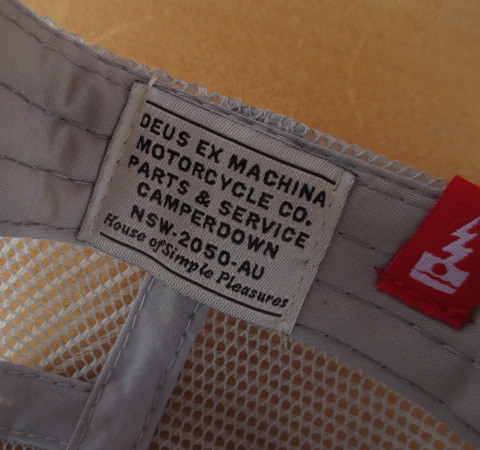 DEUS EX MACHINA
MOTORCYCLE CO.
PARTS & SERVICE
CAMPERDOWN
NSW-2050-AU
House of Simple Pleasures